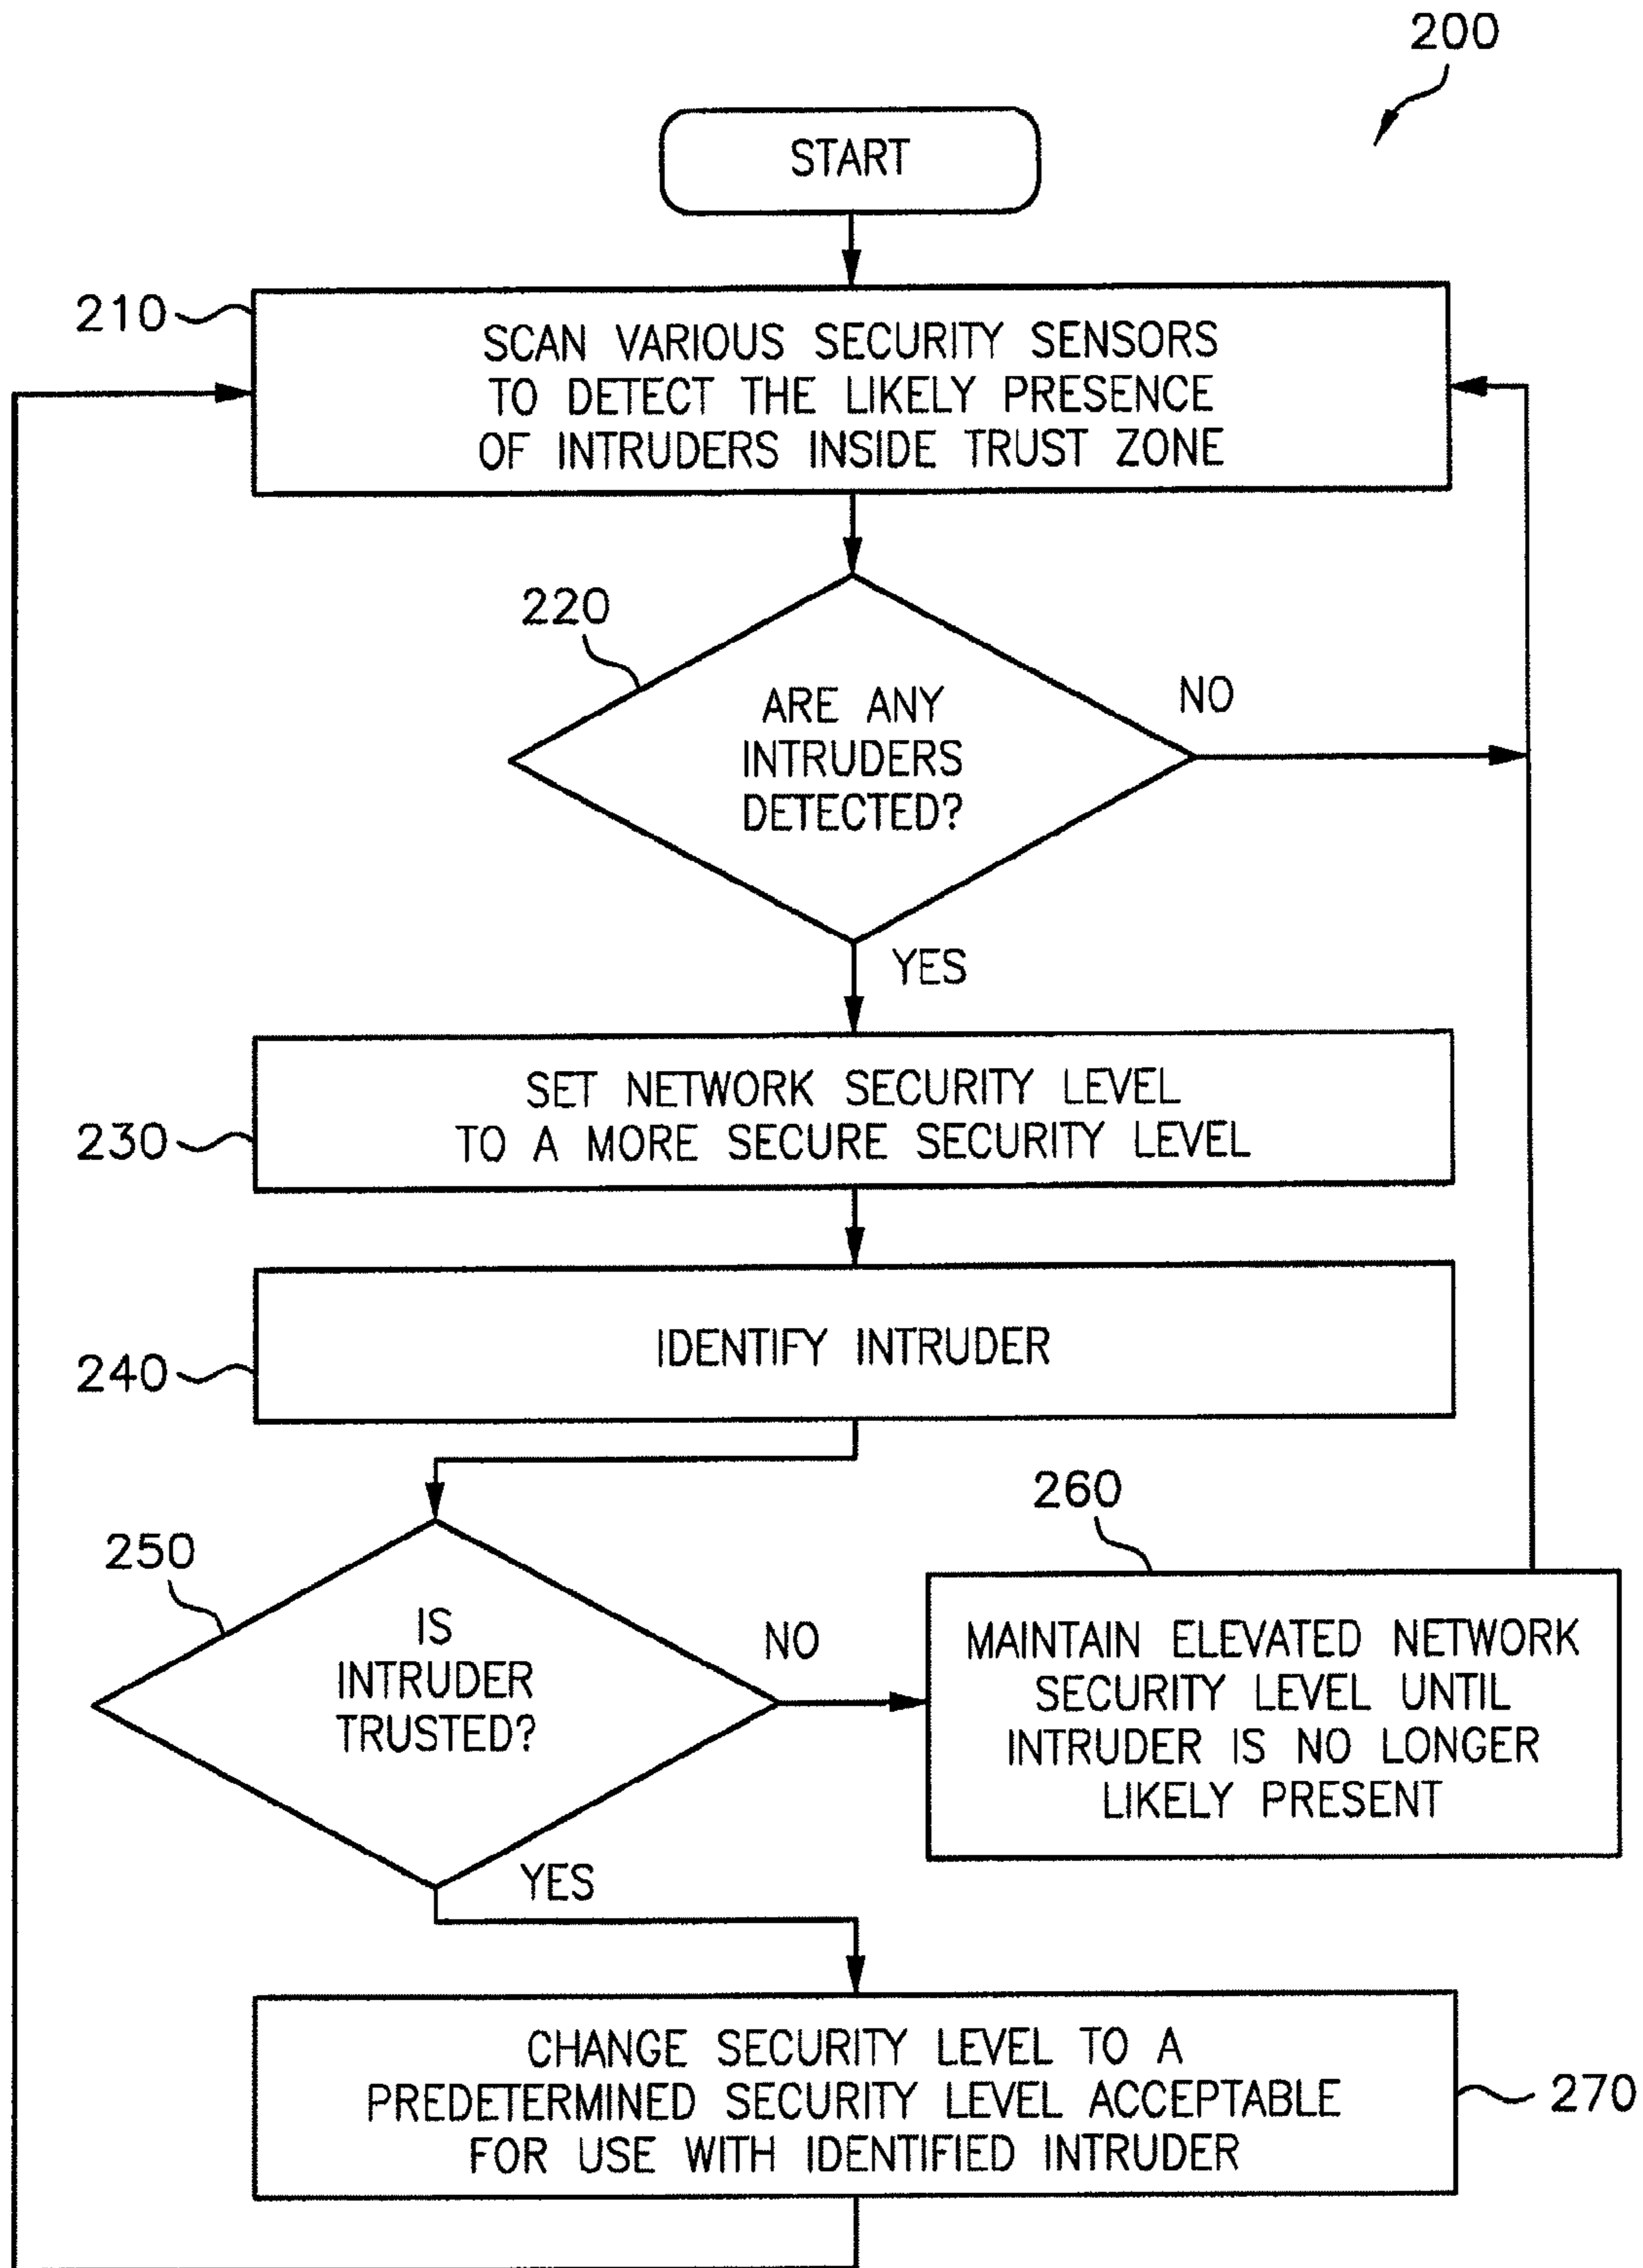 200
START
210
SCAN VARIOUS SECURITY SENSORS
TO DETECT THE LIKELY PRESENCE
OF INTRUDERS INSIDE TRUST ZONE
220
ARE ANY
INTRUDERS
DETECTED?
NO
YES
230
SET NETWORK SECURITY LEVEL
TO A MORE SECURE SECURITY LEVEL
240
IDENTIFY INTRUDER
250
IS
INTRUDER
TRUSTED?
NO
260
MAINTAIN ELEVATED NETWORK
SECURITY LEVEL UNTIL
INTRUDER IS NO LONGER
LIKELY PRESENT
YES
CHANGE SECURITY LEVEL TO A
PREDETERMINED SECURITY LEVEL ACCEPTABLE
FOR USE WITH IDENTIFIED INTRUDER
270